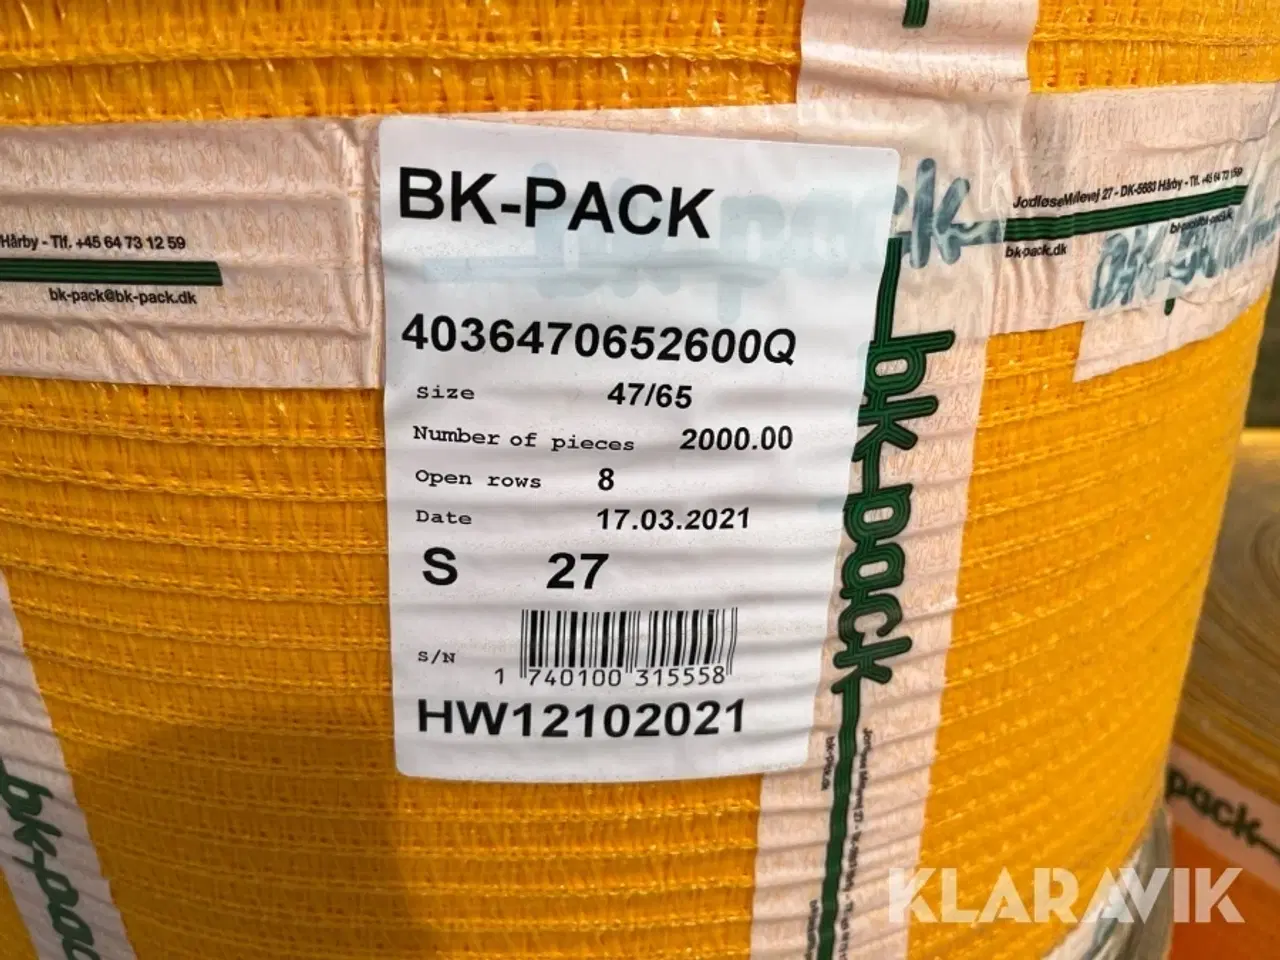 BK-PACK
4036470652600Q
Size 47/65
Number of pieces 2000.00
Open rows 8
Date 17.03.2021
S 27
S/N
1 740100 315558
HW12102021
Hårby - Tlf. +45 64 73 12 59
bk-pack@bk-pack.dk
JodløseMøllevej 27 - DK-5683 Hårby - Tlf. +45 64 73 12 59
bk-pack.dk
bk-pack
bk-pack
pack
KLARAVIK